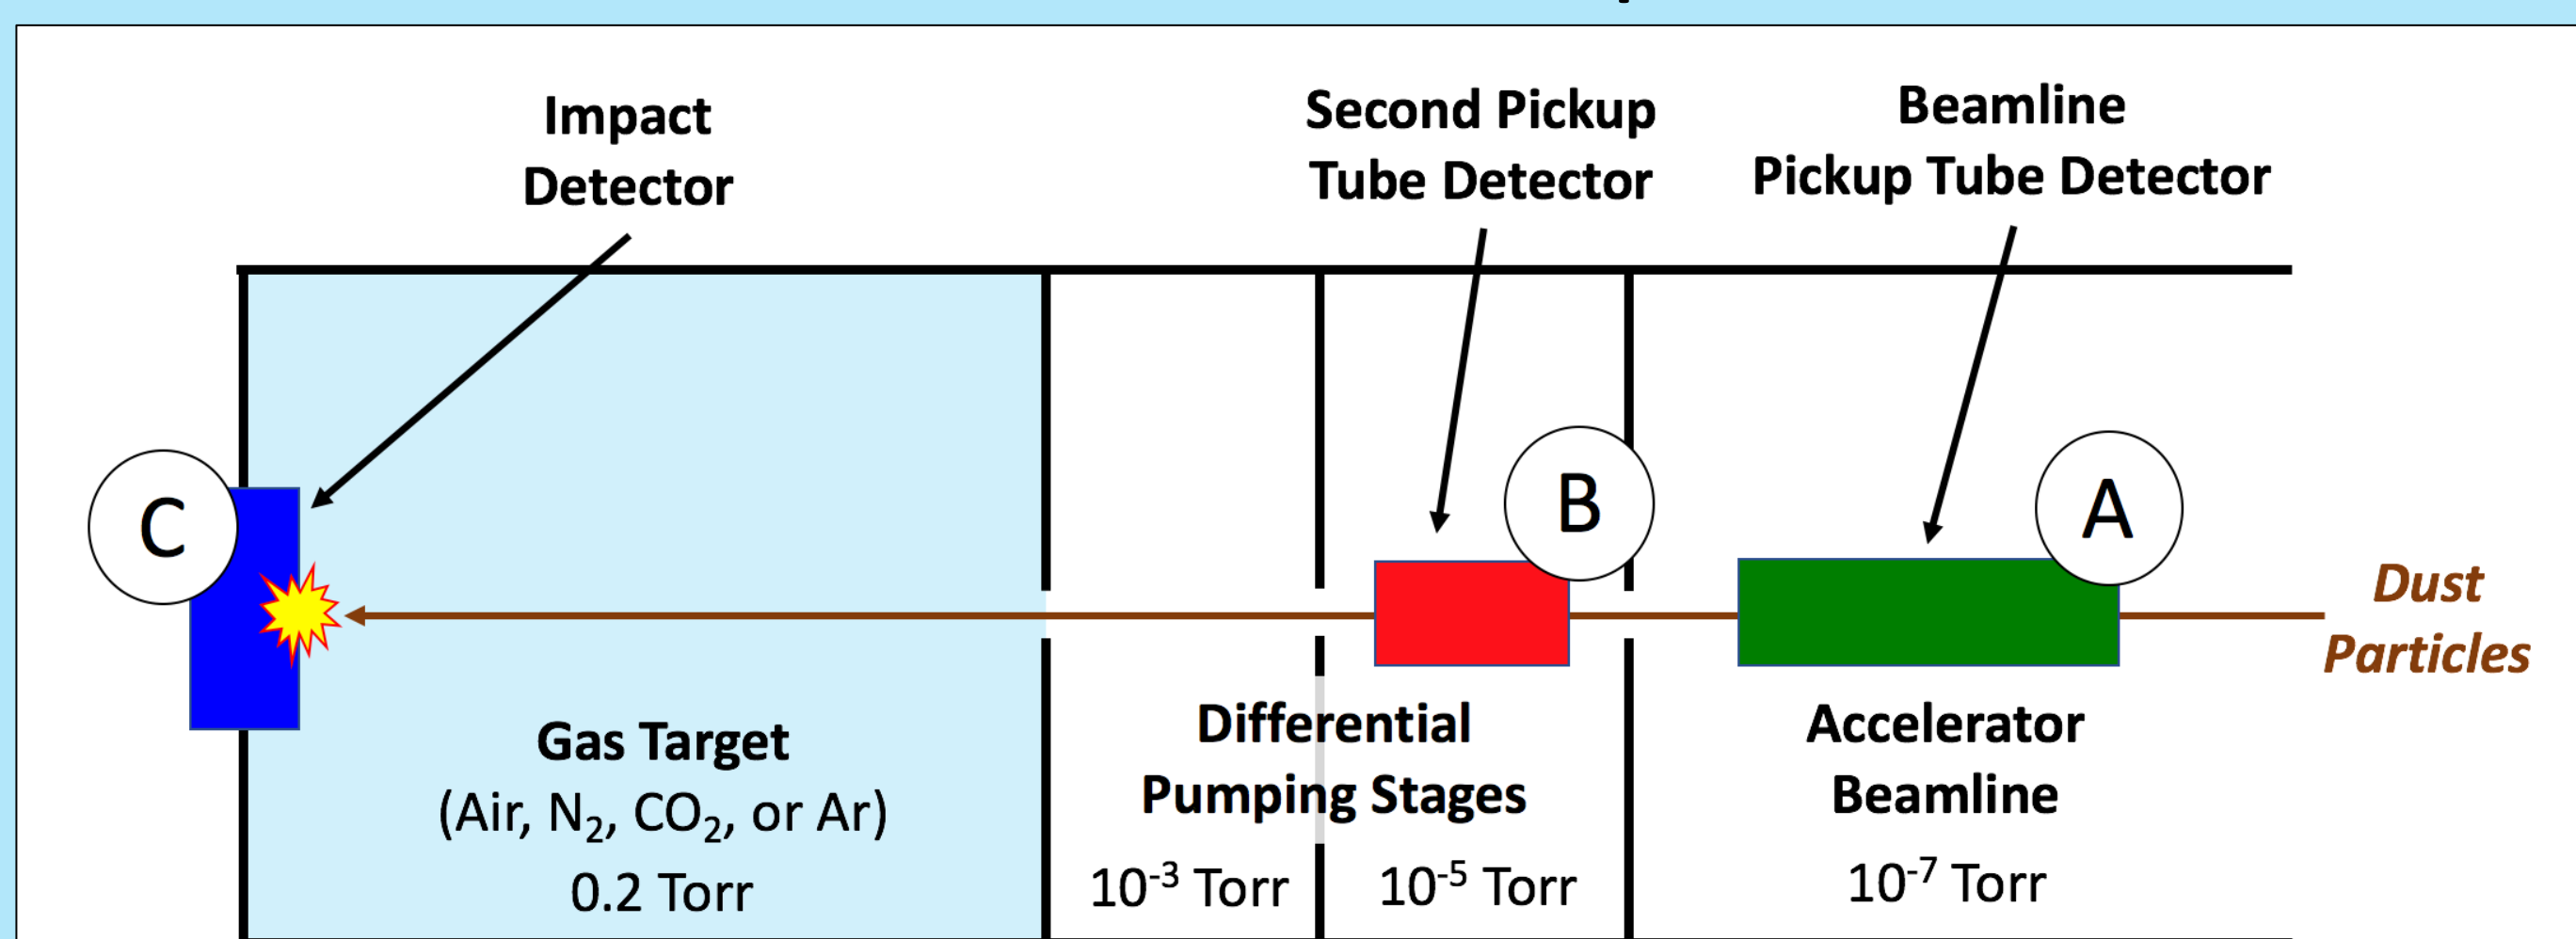 Impact
Detector
Second Pickup
Tube Detector
Beamline
Pickup Tube Detector
C
B
A
Dust
Particles
Gas Target
(Air, N₂, CO₂, or Ar)
0.2 Torr
Differential
Pumping Stages
10⁻³ Torr
10⁻⁵ Torr
Accelerator
Beamline
10⁻⁷ Torr